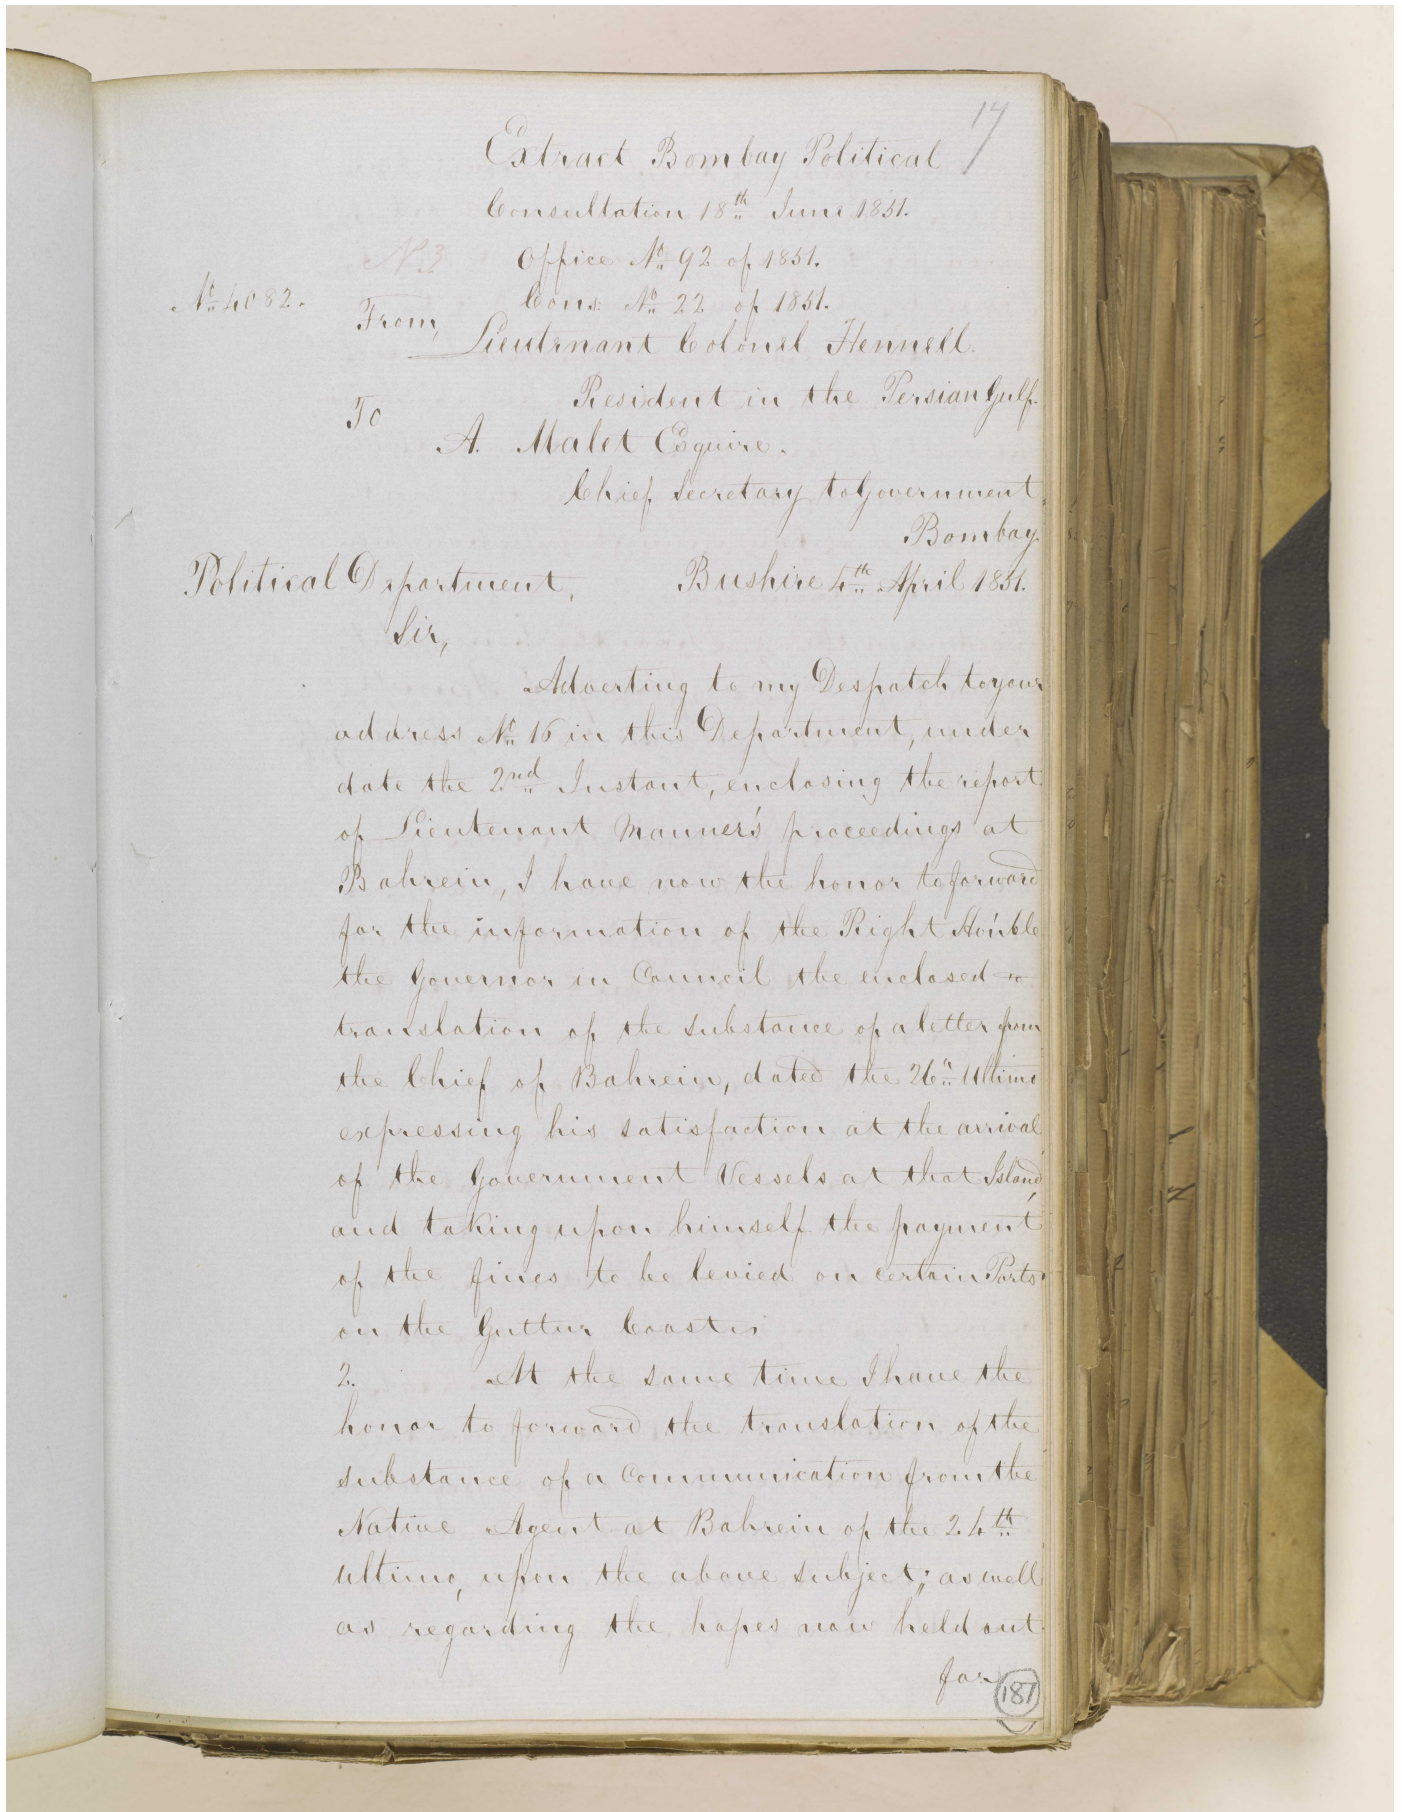 17
Extract Bombay Political
Consultation 18th June 1851.
Office No 92 of 1851.
No 4082.
Cons: No 22 of 1851.
From,
Lieutenant Colonel Hennell.
Resident in the Persian Gulf.
To
A. Malet Esquire.
Chief Secretary to Government,
Bombay.
Political Department, Bushire 4th April 1851.
Sir,
Adverting to my Despatch to your
address No 16 in this Department, under
date the 2nd Instant, enclosing the report
of Lieutenant Manner's proceedings at
Bahrein, I have now the honor to forward
for the information of the Right Hon'ble
the Governor in Council the enclosed
translation of the substance of a letter from
the Chief of Bahrein, dated the 26th Ultimo
expressing his satisfaction at the arrival
of the Government Vessels at that Island,
and taking upon himself the payment
of the fines to be levied on certain Ports
on the Guttur Coast
2. At the same time I have the
honor to forward the translation of the
substance of a Communication from the
Native Agent at Bahrein of the 24th
Ultimo, upon the above subject; as well
as regarding the hopes now held out
for
187